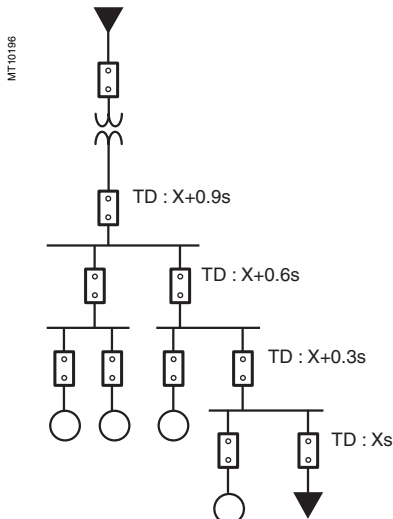 MT10196
TD : X+0.9s
TD : X+0.6s
TD : X+0.3s
TD : Xs